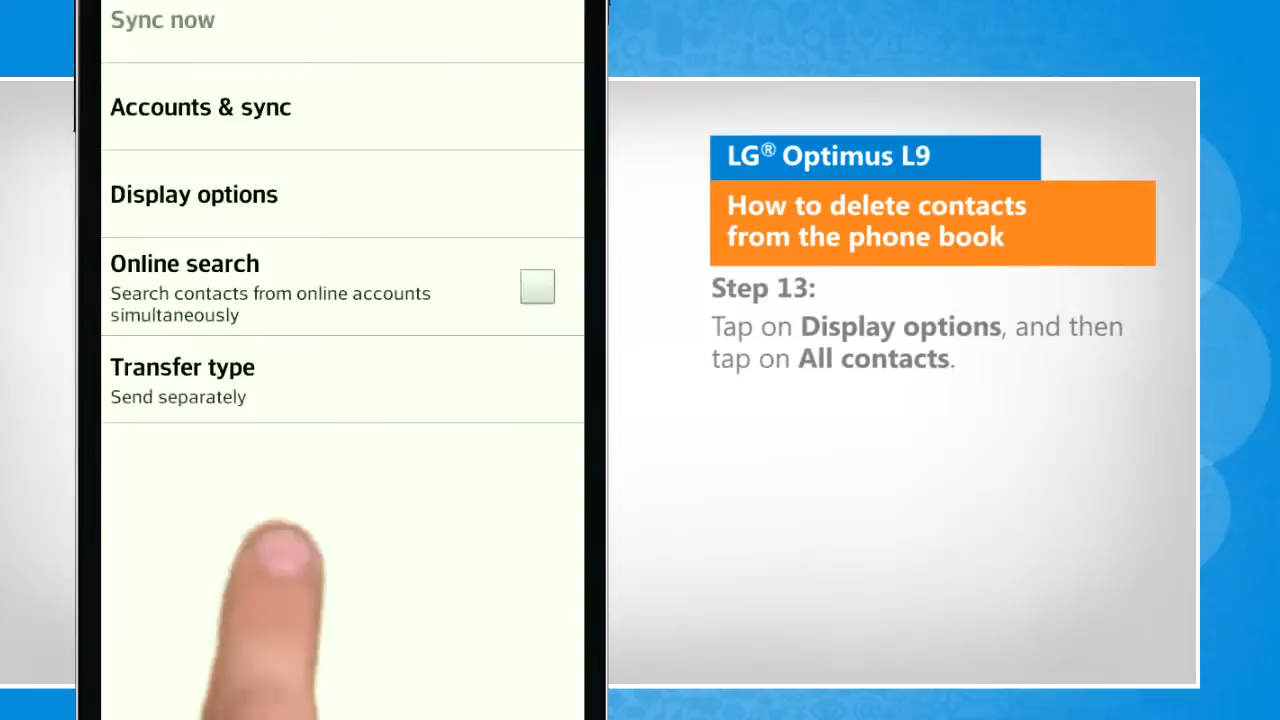 Sync now
Accounts & sync
Display options
Online search
Search contacts from online accounts
simultaneously
Transfer type
Send separately
LG® Optimus L9
How to delete contacts
from the phone book
Step 13:
Tap on Display options, and then
tap on All contacts.